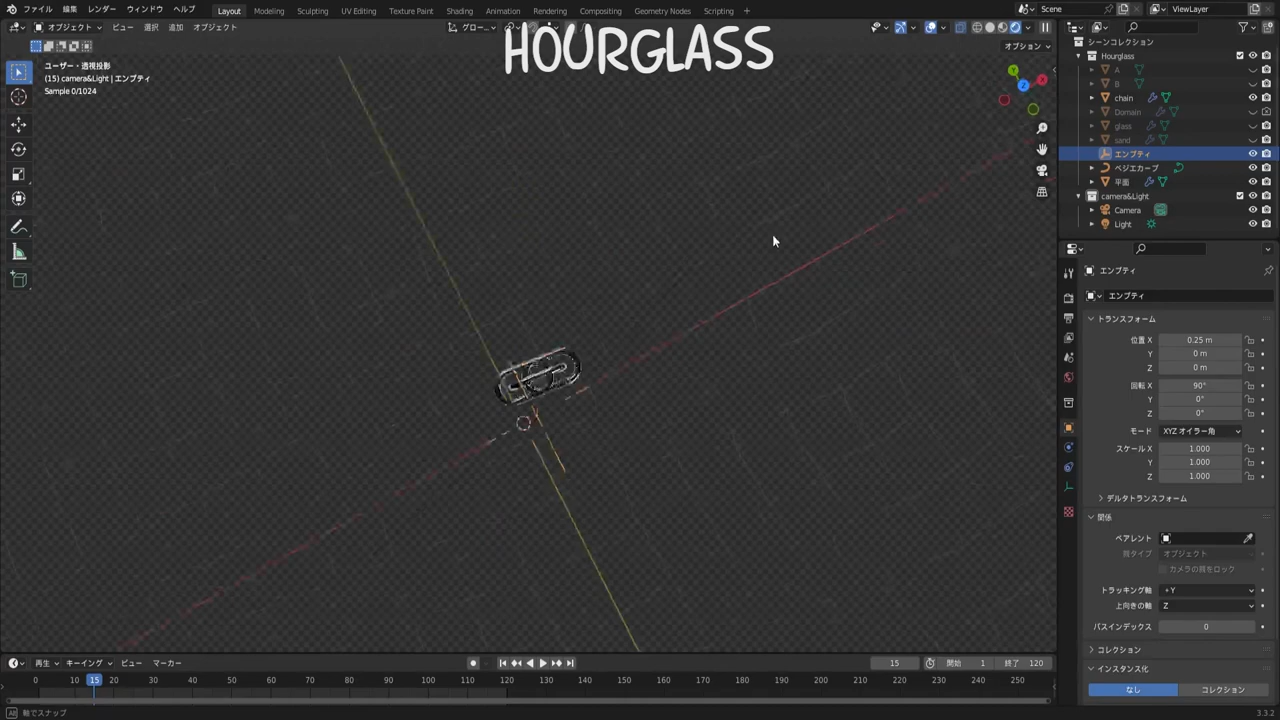 ファイル 編集 レンダー ウィンドウ ヘルプ Layout Modeling Sculpting UV Editing Texture Paint Shading Animation Rendering Compositing Geometry Nodes Scripting + Scene ViewLayer
オブジェクト… ビュー 選択 追加 オブジェクト グロー…
HOURGLASS
オプション
ユーザー・透視投影
(15) camera&Light | エンプティ
Sample 0/1024
Y
X
Z
シーンコレクション
Hourglass
A
B
chain
Domain
glass
sand
エンプティ
ベジエカーブ
平面
camera&Light
Camera
Light
エンプティ
エンプティ
トランスフォーム
位置 X 0.25 m
Y 0 m
Z 0 m
回転 X 90°
Y 0°
Z 0°
モード XYZ オイラー角
スケール X 1.000
Y 1.000
Z 1.000
デルタトランスフォーム
関係
ペアレント
親タイプ オブジェクト
カメラの親をロック
トラッキング軸 +Y
上向きの軸 Z
パスインデックス 0
コレクション
インスタンス化
なし コレクション
再生 キーイング ビュー マーカー 15 開始 1 終了 120
0 10 15 20 30 40 50 60 70 80 90 100 110 120 130 140 150 160 170 180 190 200 210 220 230 240 250
軸でスナップ 3.3.2